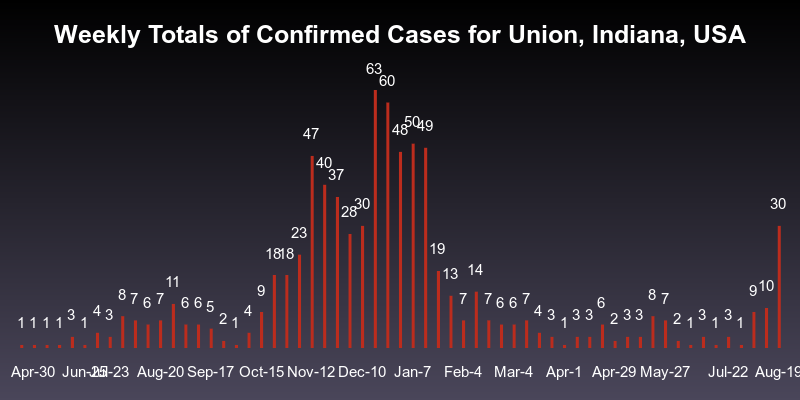 Weekly Totals of Confirmed Cases for Union, Indiana, USA
63
60
50
48 49
47
40
37
28 30
30
23
18 18 19
13 14
11
9 9 10
8 7 6 7 6 6 5 7 7 6 6 7 6 8 7
1 1 1 1 3 1 4 3 2 1 4 4 3 1 3 3 2 3 3 2 1 3 1 3 1
Apr-30 Jun-25 Jul-23 Aug-20 Sep-17 Oct-15 Nov-12 Dec-10 Jan-7 Feb-4 Mar-4 Apr-1 Apr-29 May-27 Jul-22 Aug-19